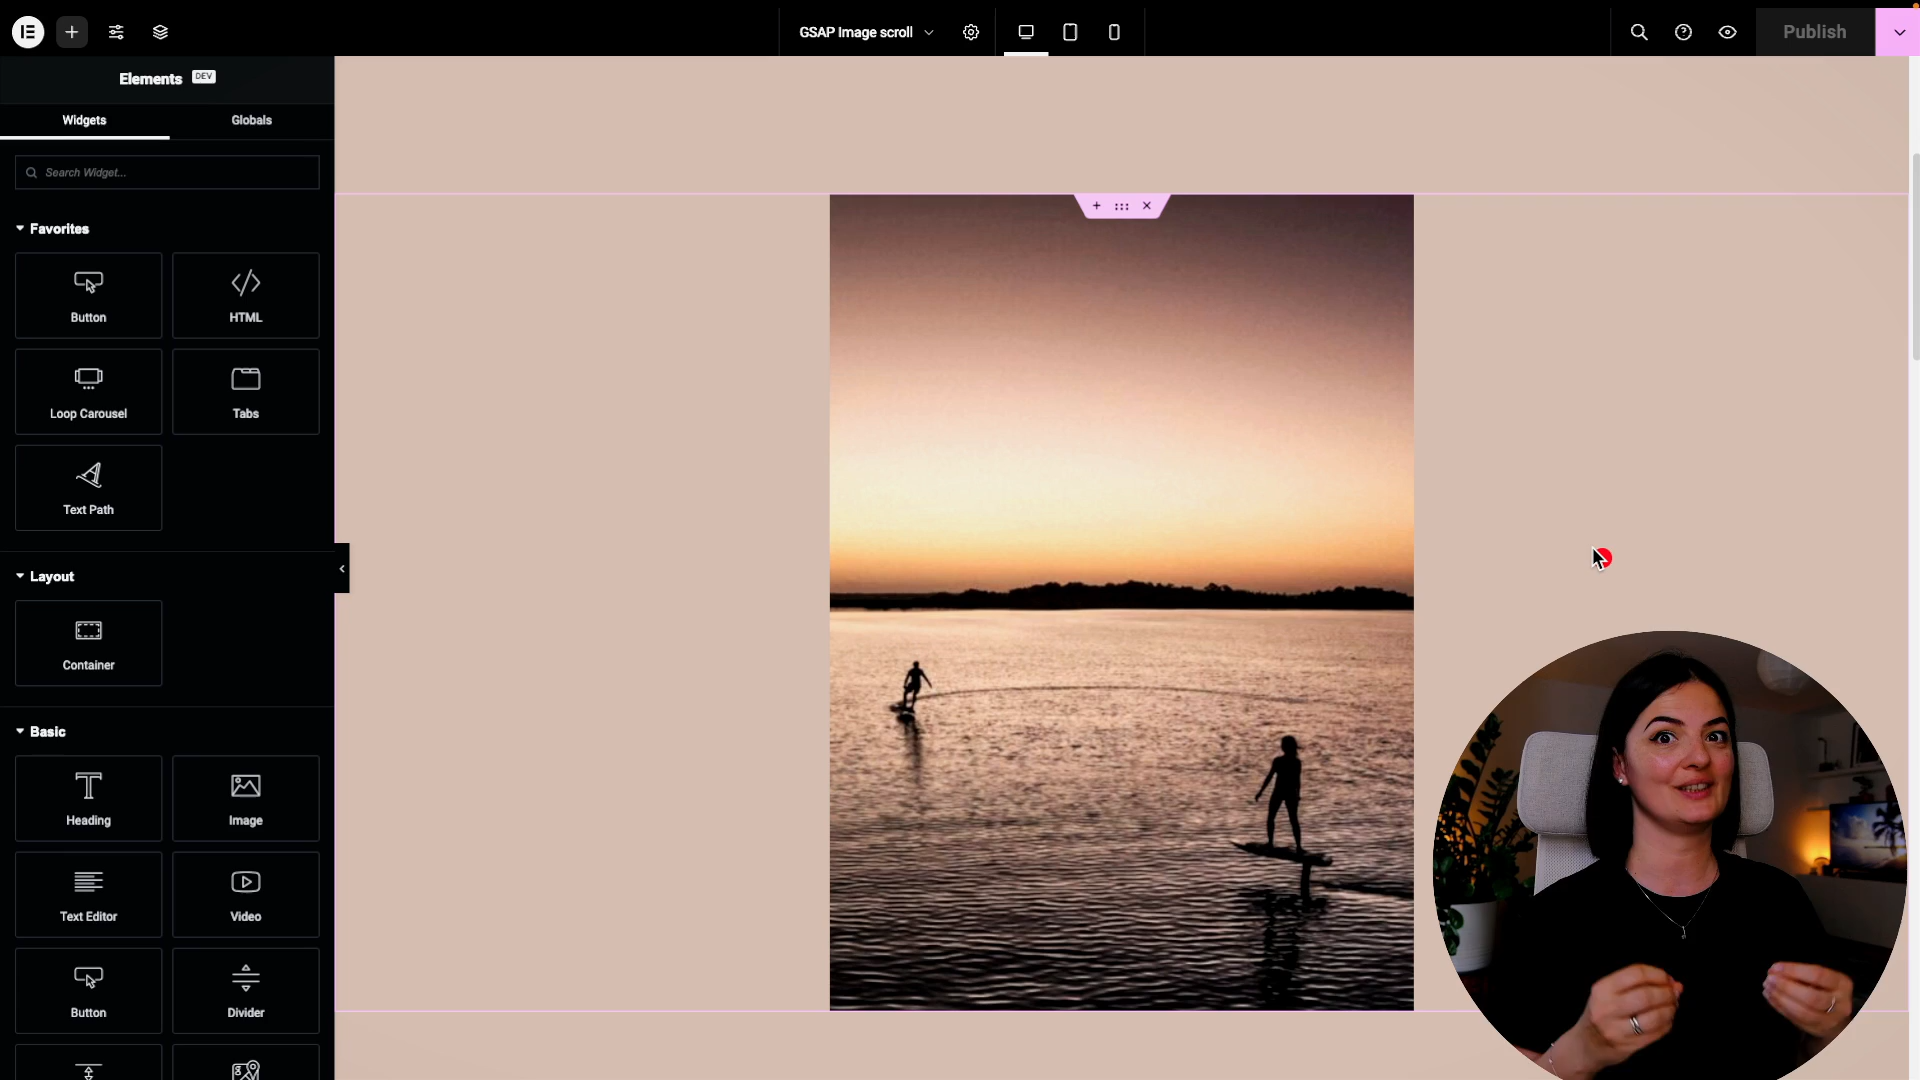 GSAP Image scroll
Publish
Elements DEV
Widgets
Globals
Search Widget...
Favorites
Button
HTML
Loop Carousel
Tabs
Text Path
Layout
Container
Basic
Heading
Image
Text Editor
Video
Button
Divider